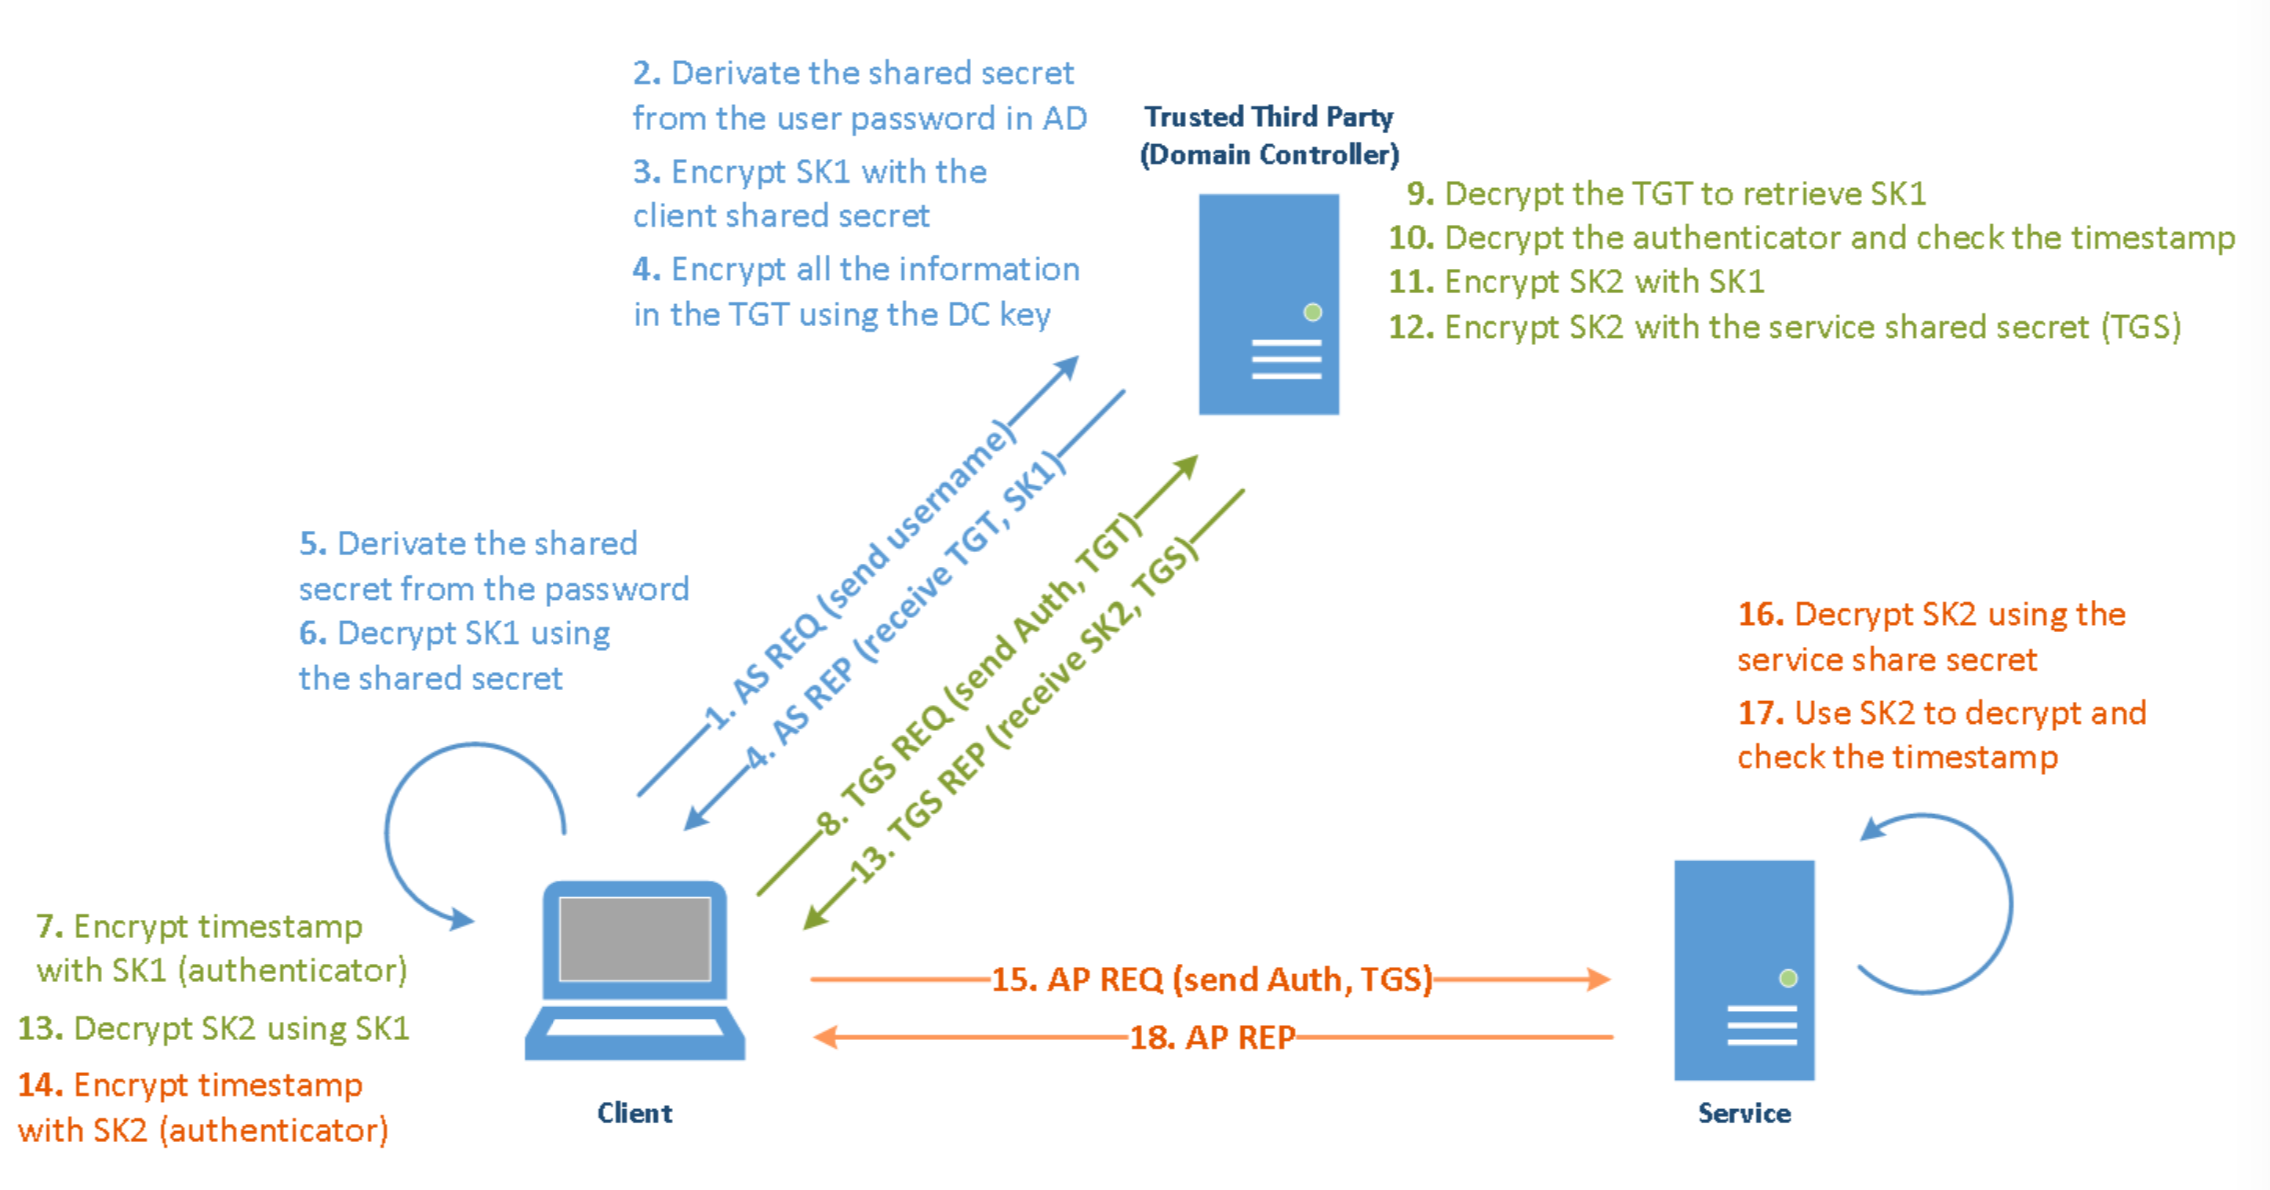 2. Derivate the shared secret
from the user password in AD
3. Encrypt SK1 with the
client shared secret
4. Encrypt all the information
in the TGT using the DC key
Trusted Third Party
(Domain Controller)
9. Decrypt the TGT to retrieve SK1
10. Decrypt the authenticator and check the timestamp
11. Encrypt SK2 with SK1
12. Encrypt SK2 with the service shared secret (TGS)
1. AS REQ (send username)
4. AS REP (receive TGT, SK1)
8. TGS REQ (send Auth, TGT)
13. TGS REP (receive SK2, TGS)
5. Derivate the shared
secret from the password
6. Decrypt SK1 using
the shared secret
16. Decrypt SK2 using the
service share secret
17. Use SK2 to decrypt and
check the timestamp
7. Encrypt timestamp
with SK1 (authenticator)
13. Decrypt SK2 using SK1
14. Encrypt timestamp
with SK2 (authenticator)
15. AP REQ (send Auth, TGS)
18. AP REP
Client
Service